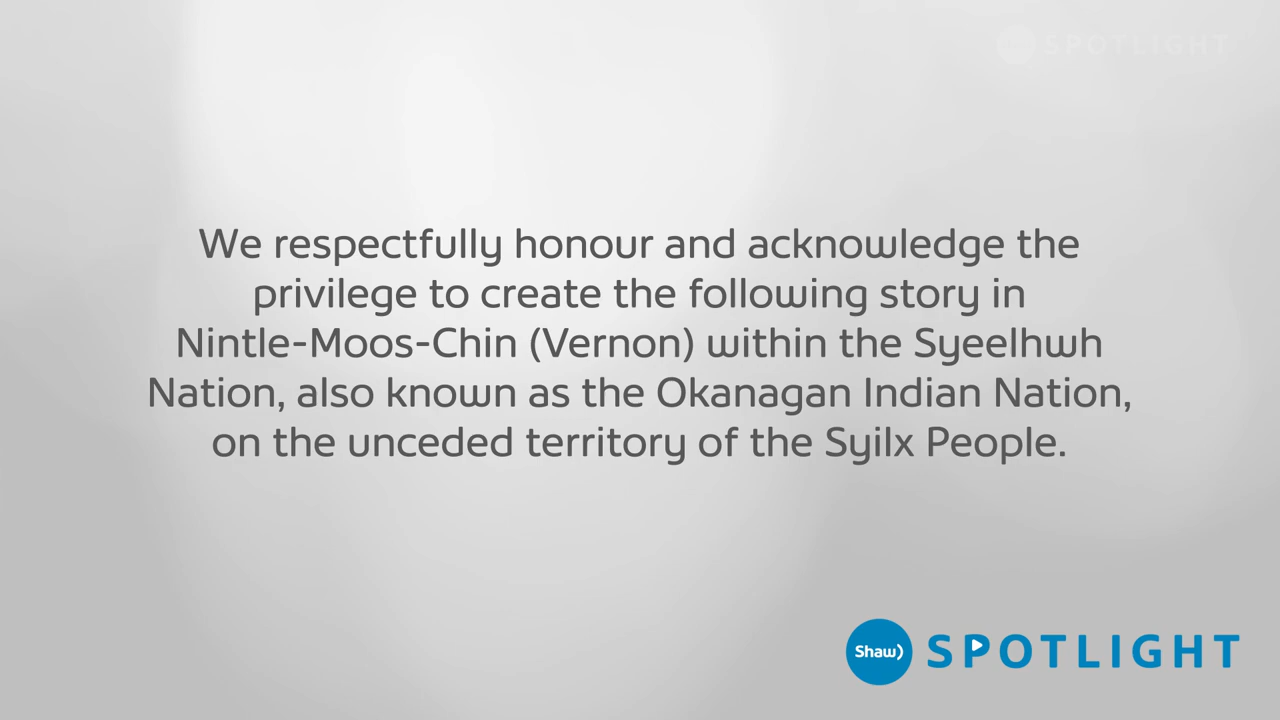 SPOTLIGHT
We respectfully honour and acknowledge the
privilege to create the following story in
Nintle-Moos-Chin (Vernon) within the Syeelhwh
Nation, also known as the Okanagan Indian Nation,
on the unceded territory of the Syilx People.
Shaw) SPOTLIGHT